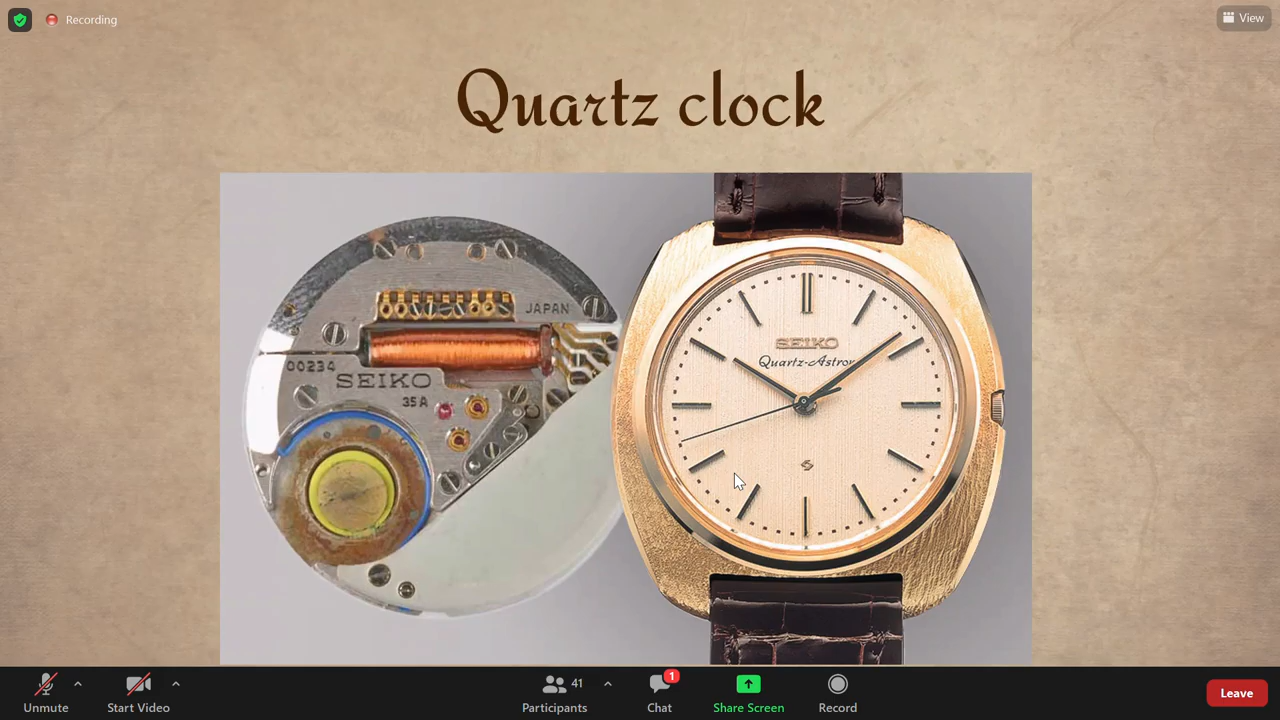 Recording
View
Quartz clock
JAPAN
00234
SEIKO
35A
SEIKO
Quartz-Astron
Unmute
Start Video
41
Participants
1
Chat
Share Screen
Record
Leave